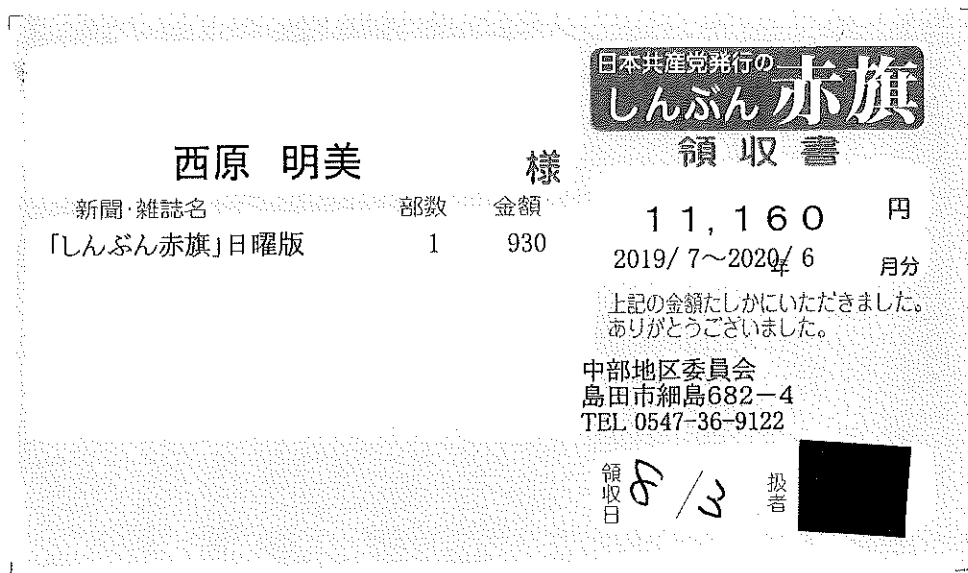 日本共産党発行の
しんぶん赤旗
領収書
西原 明美 様
新聞・雑誌名 部数 金額
「しんぶん赤旗」日曜版 1 930
11,160 円
2019/ 7～2020/ 6 年 月分
上記の金額たしかにいただきました。
ありがとうございました。
中部地区委員会
島田市細島682－4
TEL 0547-36-9122
領収日 8/3
扱者